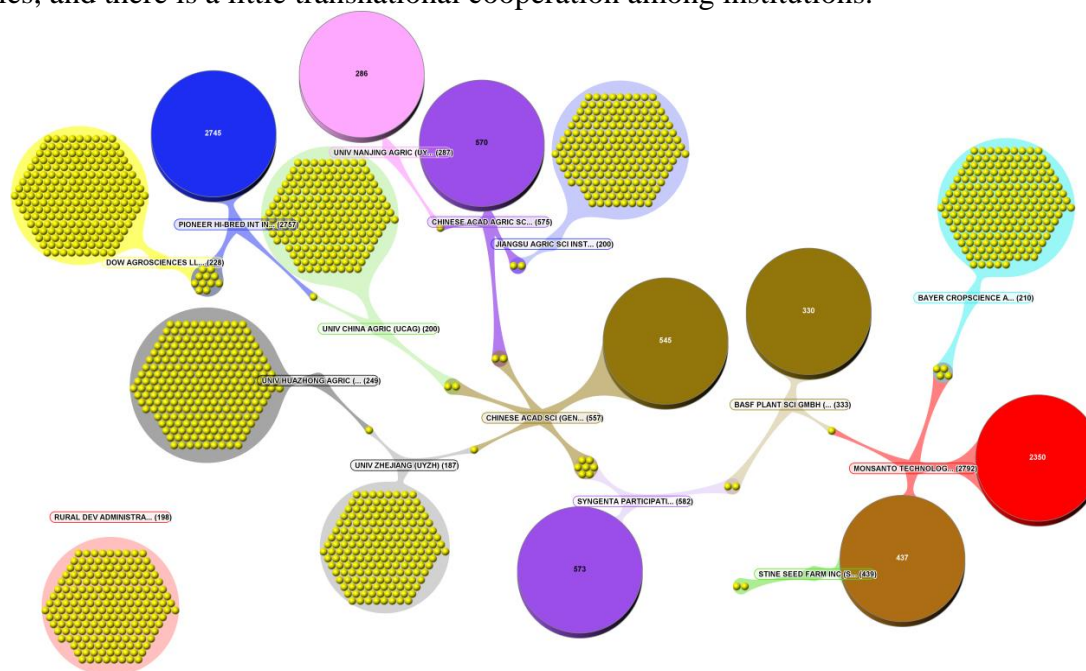 ies, and there is a little transnational cooperation among institutions.
286
2745
570
UNIV NANJING AGRIC (UY... (287)
PIONEER HI-BRED INT IN... (2757)
CHINESE ACAD AGRIC SC... (575)
JIANGSU AGRIC SCI INST... (200)
DOW AGROSCIENCES LL... (228)
BAYER CROPSCIENCE A... (210)
330
UNIV CHINA AGRIC (UCAG) (200)
545
UNIV HUAZHONG AGRIC (... (249)
BASF PLANT SCI GMBH (... (333)
CHINESE ACAD SCI (GEN... (557)
2350
UNIV ZHEJIANG (UYZH) (187)
MONSANTO TECHNOLOG... (2792)
SYNGENTA PARTICIPATI... (582)
RURAL DEV ADMINISTRA... (198)
437
573
STINE SEED FARM INC (S... (439)